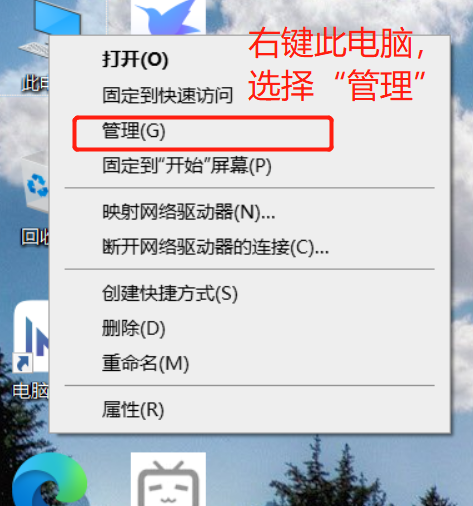 右键此电脑，
选择“管理”
此电
打开(O)
固定到快速访问
管理(G)
固定到“开始”屏幕(P)
映射网络驱动器(N)...
断开网络驱动器的连接(C)...
回收
创建快捷方式(S)
删除(D)
重命名(M)
电脑
属性(R)